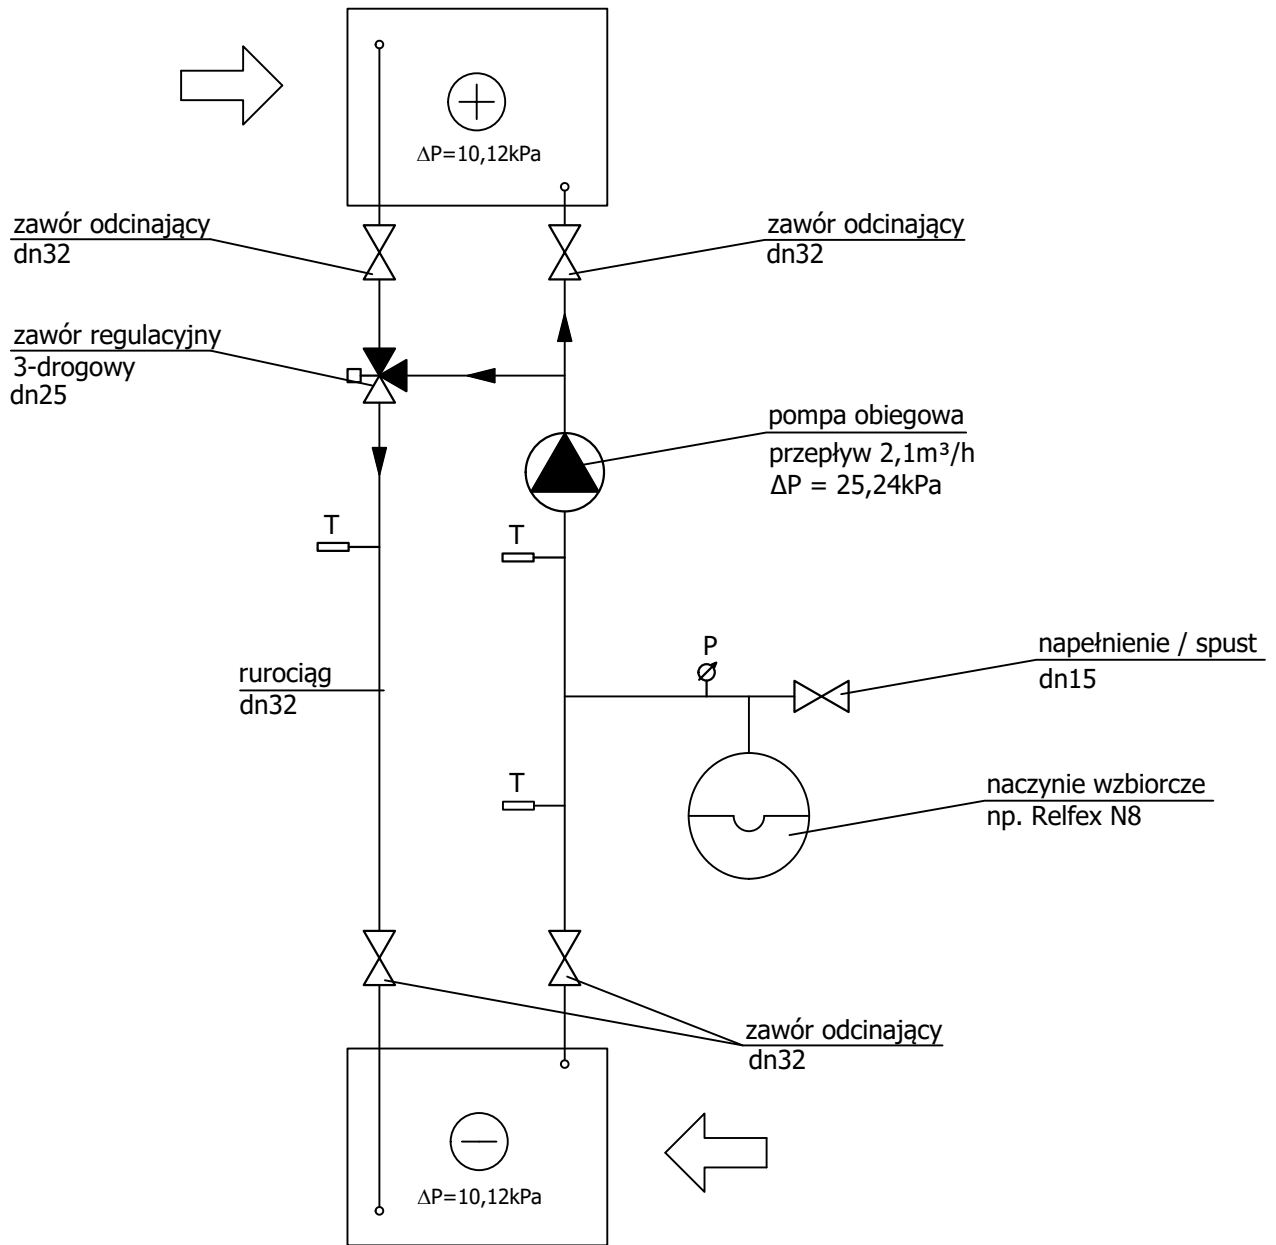 ΔP=10,12kPa
zawór odcinający
dn32
zawór odcinający
dn32
zawór regulacyjny
3-drogowy
dn25
pompa obiegowa
przepływ 2,1m³/h
ΔP = 25,24kPa
T
T
P
napełnienie / spust
dn15
rurociąg
dn32
T
naczynie wzbiorcze
np. Relfex N8
zawór odcinający
dn32
ΔP=10,12kPa